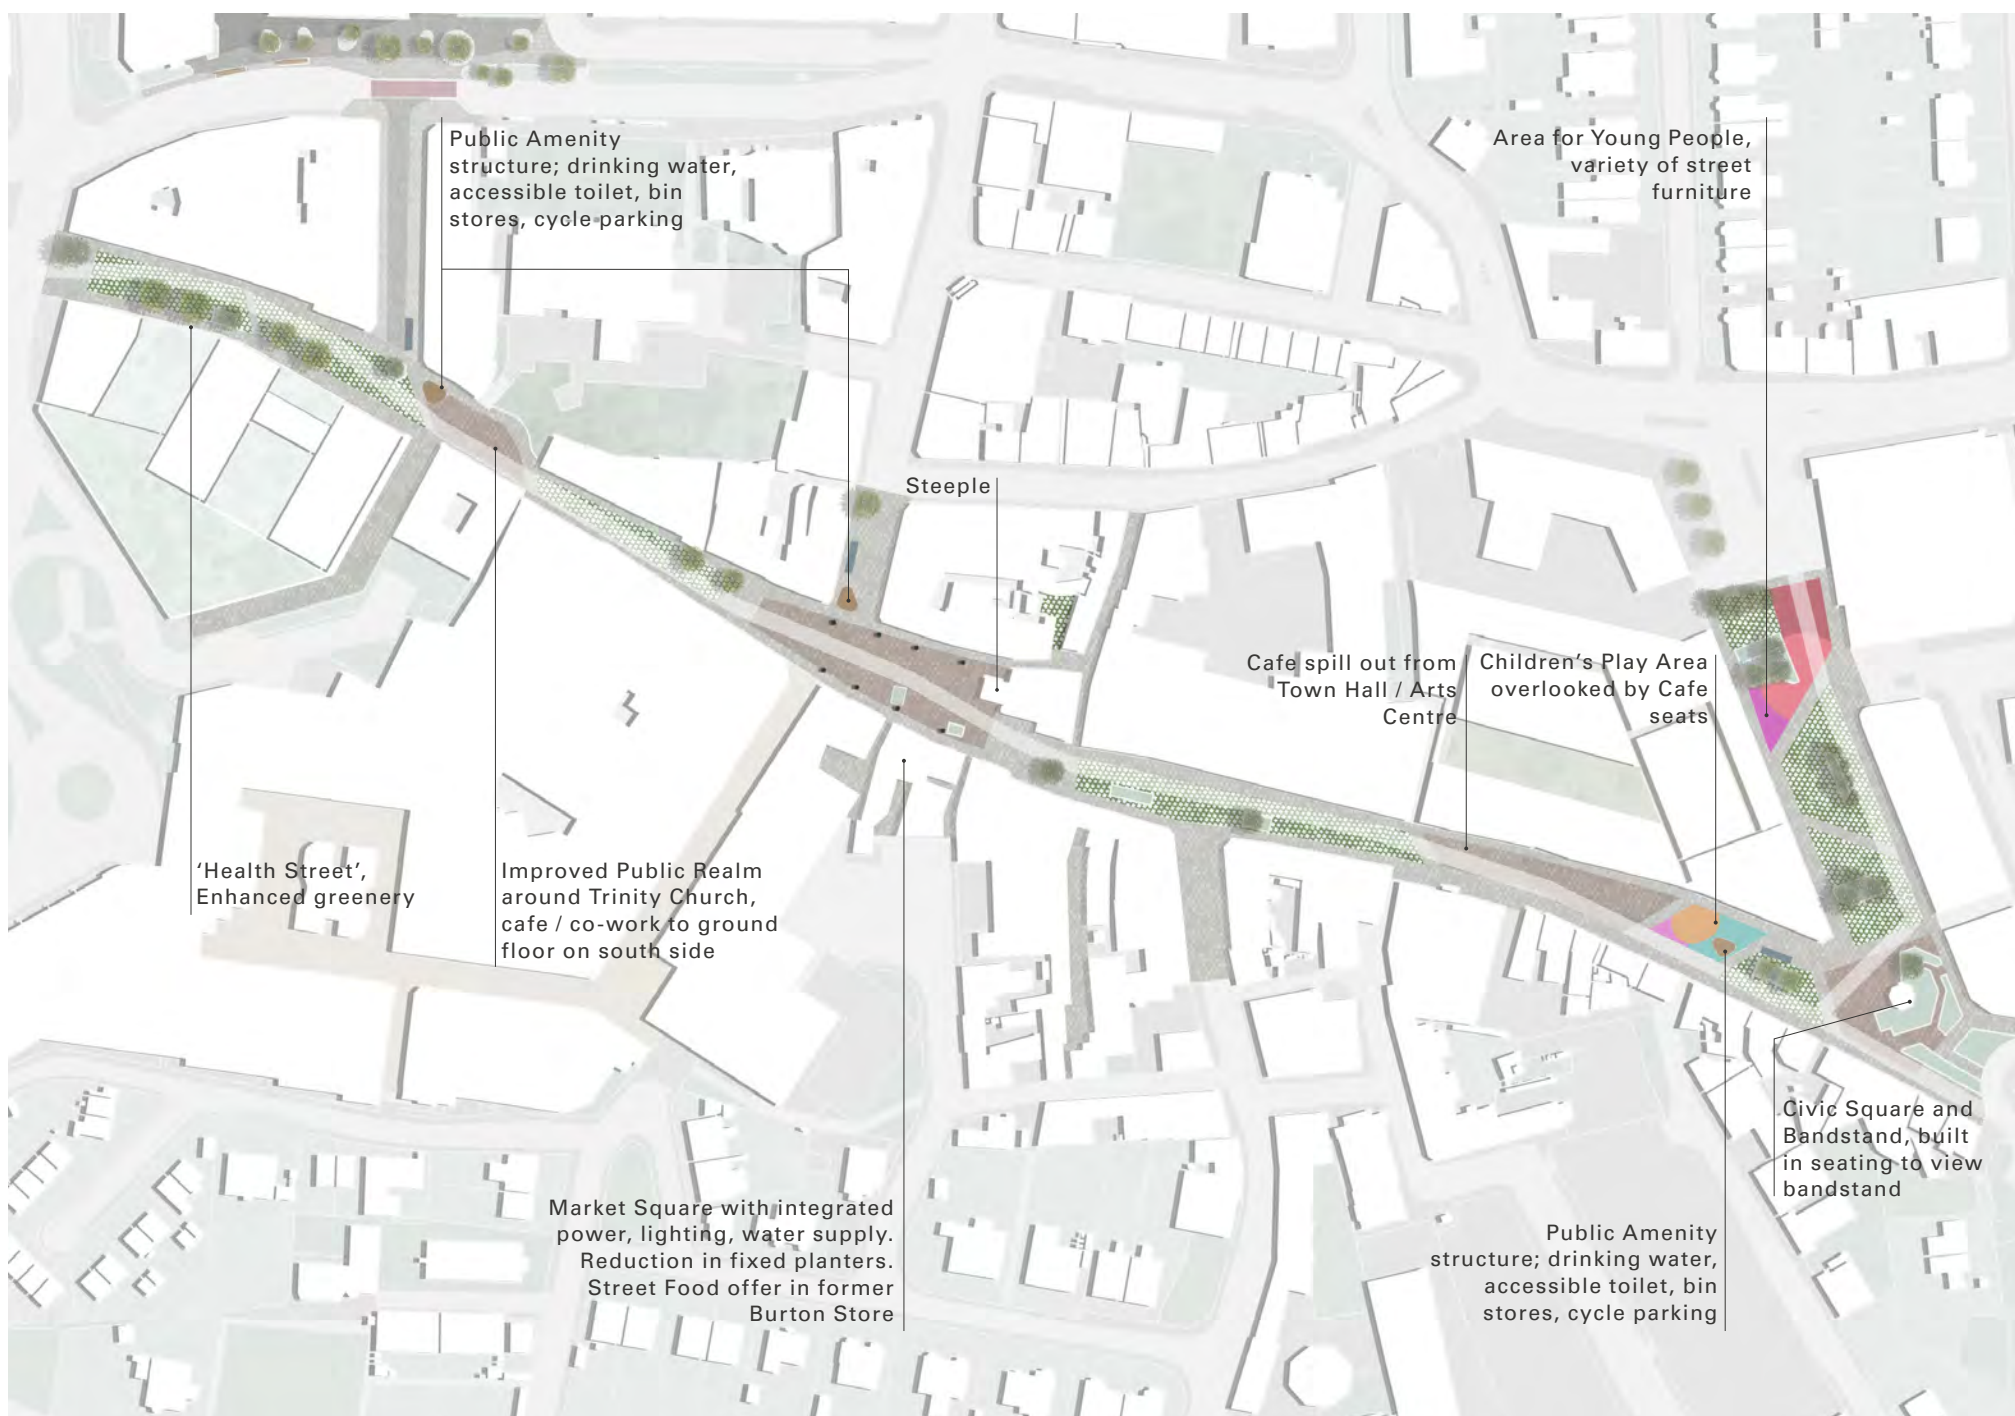 Public Amenity
structure; drinking water,
accessible toilet, bin
stores, cycle parking
Area for Young People,
variety of street
furniture
Steeple
Cafe spill out from
Town Hall / Arts
Centre
Children's Play Area
overlooked by Cafe
seats
'Health Street',
Enhanced greenery
Improved Public Realm
around Trinity Church,
cafe / co-work to ground
floor on south side
Market Square with integrated
power, lighting, water supply.
Reduction in fixed planters.
Street Food offer in former
Burton Store
Civic Square and
Bandstand, built
in seating to view
bandstand
Public Amenity
structure; drinking water,
accessible toilet, bin
stores, cycle parking